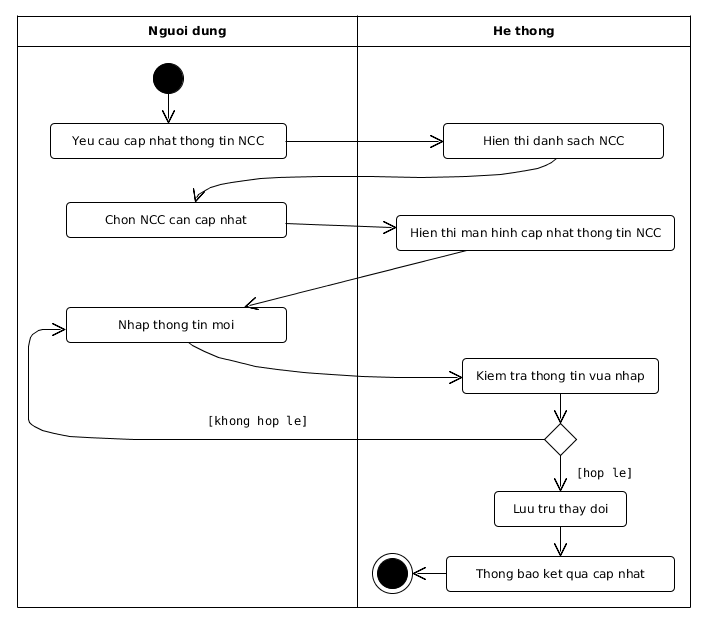 Nguoi dung
He thong
Yeu cau cap nhat thong tin NCC
Hien thi danh sach NCC
Chon NCC can cap nhat
Hien thi man hinh cap nhat thong tin NCC
Nhap thong tin moi
Kiem tra thong tin vua nhap
[khong hop le]
[hop le]
Luu tru thay doi
Thong bao ket qua cap nhat